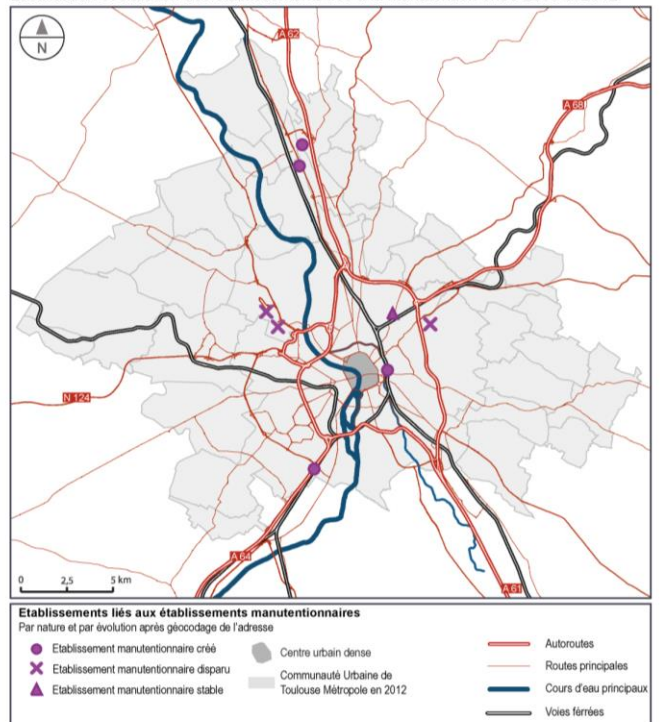 N
A 62
A 68
N 124
A 64
A 61
0 2,5 5 km
Etablissements liés aux établissements manutentionnaires
Par nature et par évolution après géocodage de l'adresse
Etablissement manutentionnaire créé
Etablissement manutentionnaire disparu
Etablissement manutentionnaire stable
Centre urbain dense
Communauté Urbaine de
Toulouse Métropole en 2012
Autoroutes
Routes principales
Cours d'eau principaux
Voies férrées